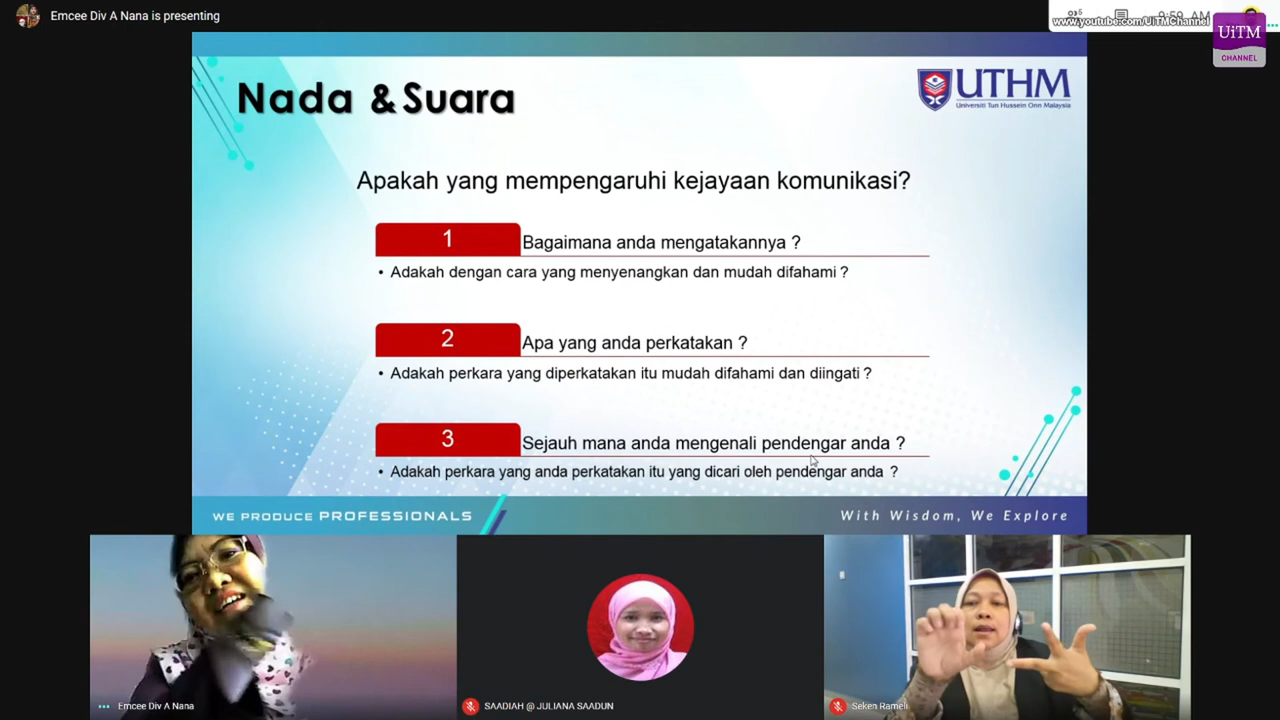 Emcee Div A Nana is presenting
www.youtube.com/UiTMChannel
9:59 AM
UiTM
CHANNEL
Nada & Suara
UTHM
Universiti Tun Hussein Onn Malaysia
Apakah yang mempengaruhi kejayaan komunikasi?
1
Bagaimana anda mengatakannya ?
• Adakah dengan cara yang menyenangkan dan mudah difahami ?
2
Apa yang anda perkatakan ?
• Adakah perkara yang diperkatakan itu mudah difahami dan diingati ?
3
Sejauh mana anda mengenali pendengar anda ?
• Adakah perkara yang anda perkatakan itu yang dicari oleh pendengar anda ?
WE PRODUCE PROFESSIONALS
With Wisdom, We Explore
Emcee Div A Nana
SAADIAH @ JULIANA SAADUN
Seken Rameli